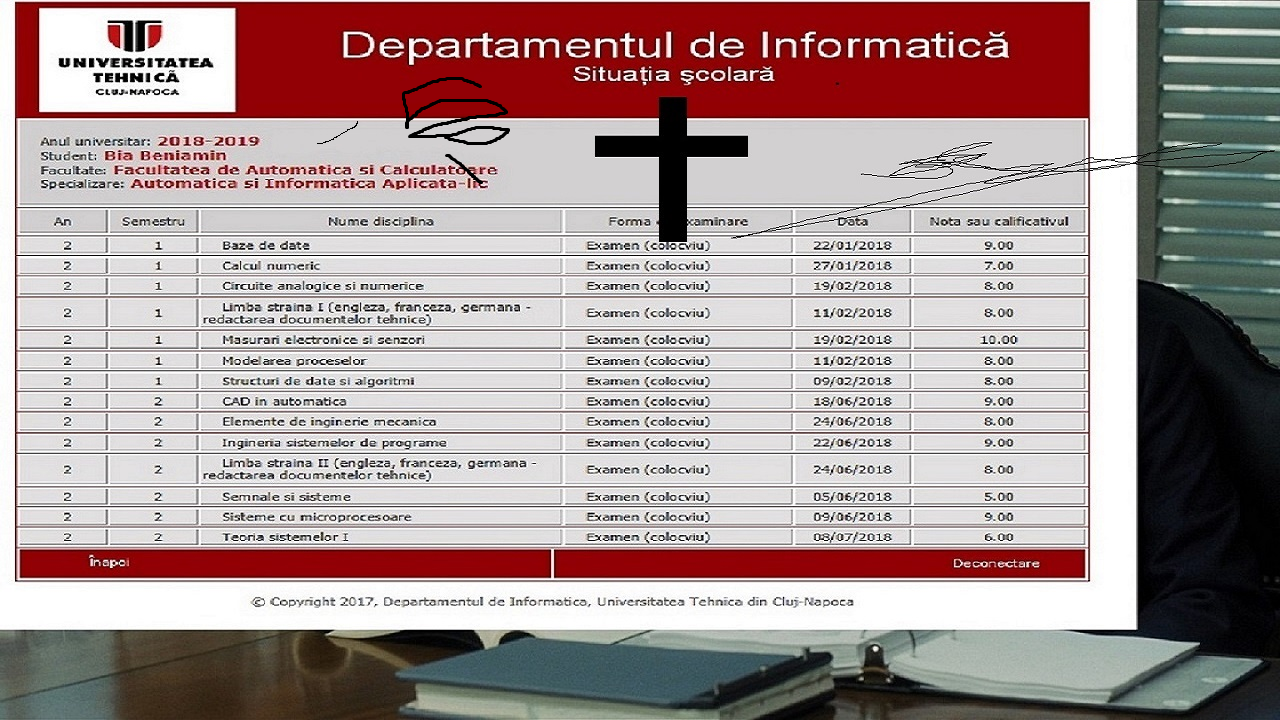 UNIVERSITATEA
TEHNICĂ
CLUJ-NAPOCA
Departamentul de Informatică
Situația școlară
Anul universitar: 2018-2019
Student: Bia Beniamin
Facultate: Facultatea de Automatica si Calculatoare
Specializare: Automatica si Informatica Aplicata-lic
An Semestru Nume disciplina Forma examinare Data Nota sau calificativul
2 1 Baze de date Examen (colocviu) 22/01/2018 9.00
2 1 Calcul numeric Examen (colocviu) 27/01/2018 7.00
2 1 Circuite analogice si numerice Examen (colocviu) 19/02/2018 8.00
2 1 Limba straina I (engleza, franceza, germana - Examen (colocviu) 11/02/2018 8.00
redactarea documentelor tehnice)
2 1 Masurari electronice si senzori Examen (colocviu) 19/02/2018 10.00
2 1 Modelarea proceselor Examen (colocviu) 11/02/2018 8.00
2 1 Structuri de date si algoritmi Examen (colocviu) 09/02/2018 8.00
2 2 CAD in automatica Examen (colocviu) 18/06/2018 9.00
2 2 Elemente de inginerie mecanica Examen (colocviu) 24/06/2018 8.00
2 2 Ingineria sistemelor de programe Examen (colocviu) 22/06/2018 9.00
2 2 Limba straina II (engleza, franceza, germana - Examen (colocviu) 24/06/2018 8.00
redactarea documentelor tehnice)
2 2 Semnale si sisteme Examen (colocviu) 05/06/2018 5.00
2 2 Sisteme cu microprocesoare Examen (colocviu) 09/06/2018 9.00
2 2 Teoria sistemelor I Examen (colocviu) 08/07/2018 6.00
Înapoi Deconectare
© Copyright 2017, Departamentul de Informatica, Universitatea Tehnica din Cluj-Napoca